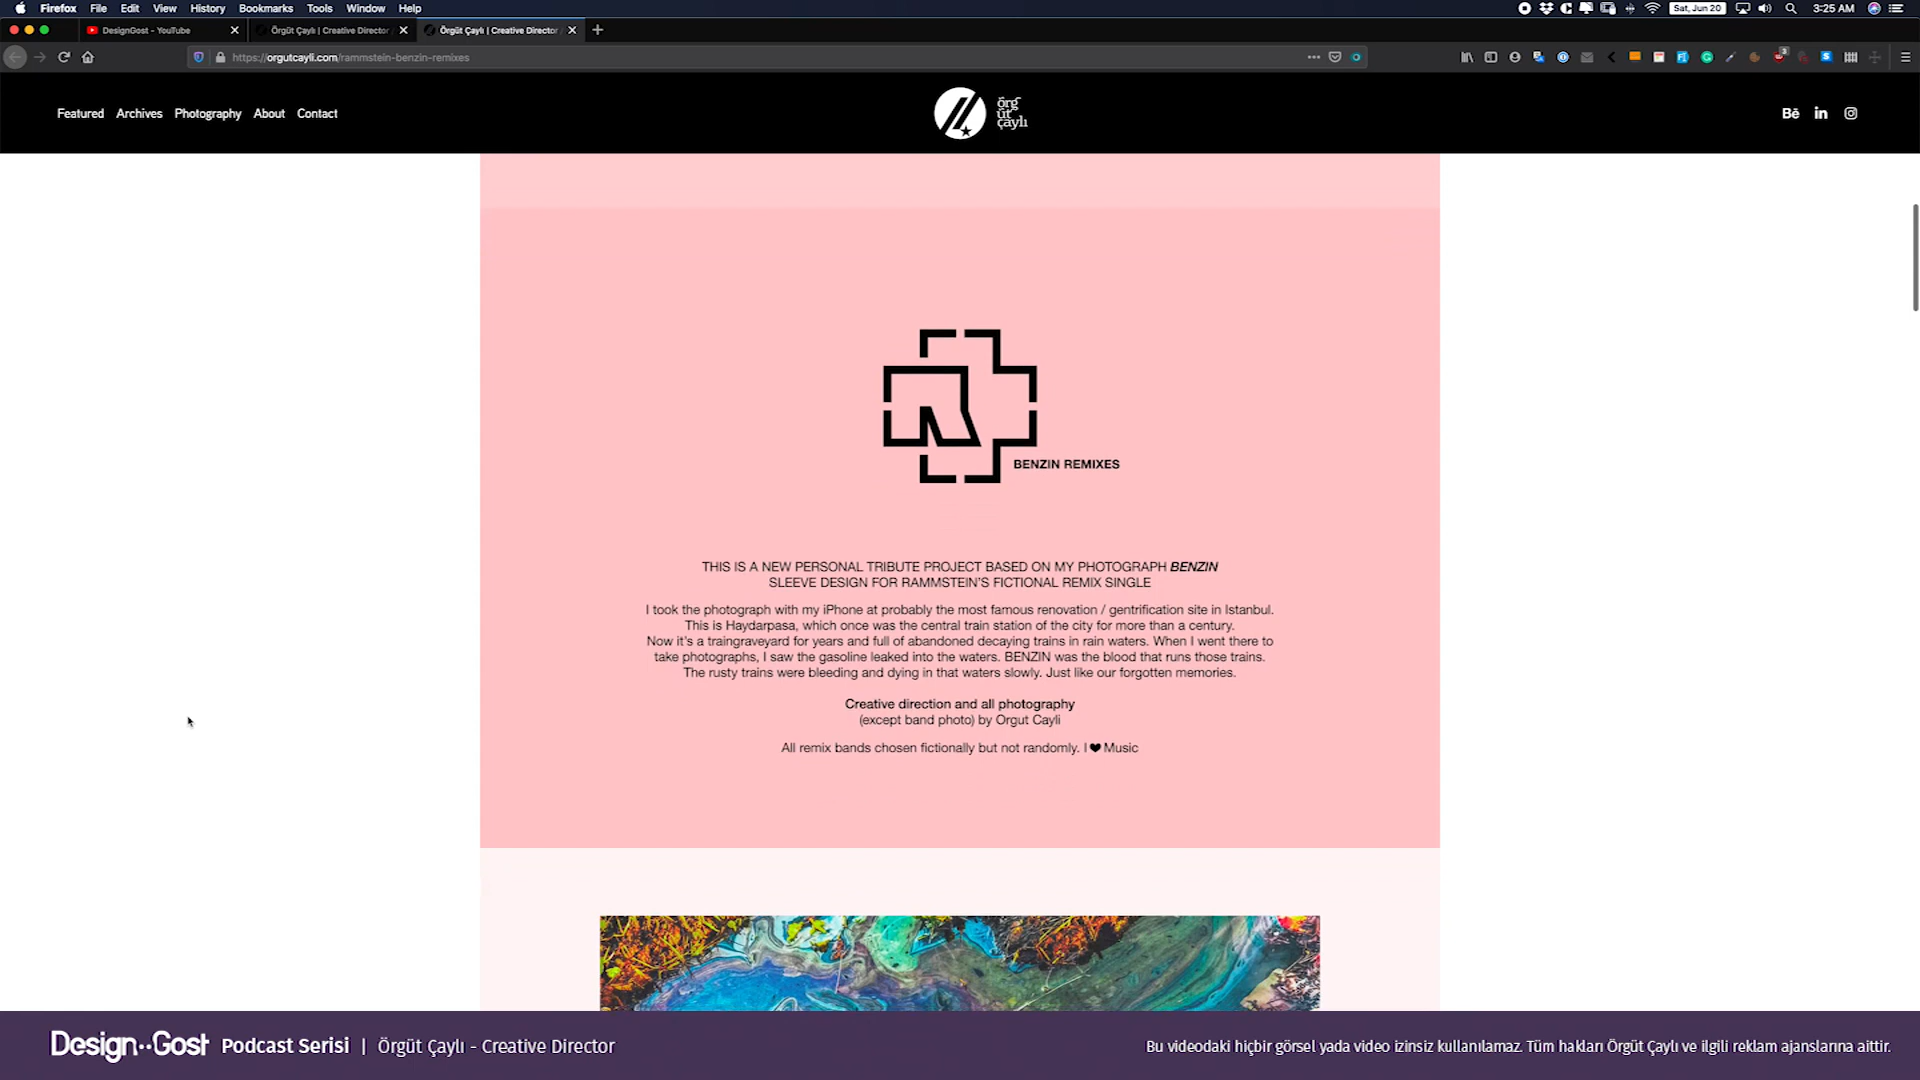 Firefox File Edit View History Bookmarks Tools Window Help
Sat, Jun 20
3:25 AM
DesignGost - YouTube
Örgüt Çaylı | Creative Director
Örgüt Çaylı | Creative Director
https://orgutcayli.com/rammstein-benzin-remixes
3
Featured Archives Photography About Contact
örg
üt
çaylı
Bē
in
BENZIN REMIXES
THIS IS A NEW PERSONAL TRIBUTE PROJECT BASED ON MY PHOTOGRAPH BENZIN
SLEEVE DESIGN FOR RAMMSTEIN'S FICTIONAL REMIX SINGLE
I took the photograph with my iPhone at probably the most famous renovation / gentrification site in Istanbul.
This is Haydarpasa, which once was the central train station of the city for more than a century.
Now it's a traingraveyard for years and full of abandoned decaying trains in rain waters. When I went there to
take photographs, I saw the gasoline leaked into the waters. BENZIN was the blood that runs those trains.
The rusty trains were bleeding and dying in that waters slowly. Just like our forgotten memories.
Creative direction and all photography
(except band photo) by Orgut Cayli
All remix bands chosen fictionally but not randomly. I ♥ Music
Design··Gost Podcast Serisi | Örgüt Çaylı - Creative Director
Bu videodaki hiçbir görsel yada video izinsiz kullanılamaz. Tüm hakları Örgüt Çaylı ve ilgili reklam ajanslarına aittir.